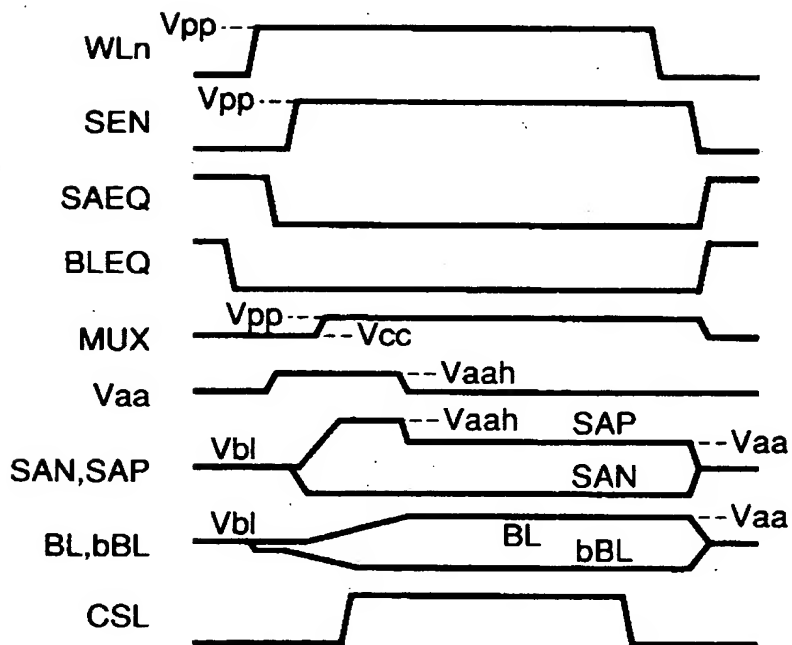 Vpp
WLn
Vpp
SEN
SAEQ
BLEQ
Vpp
Vcc
MUX
Vaah
Vaa
Vaah SAP
Vbl Vaa
SAN,SAP SAN
Vbl Vaa
BL,bBL BL bBL
CSL